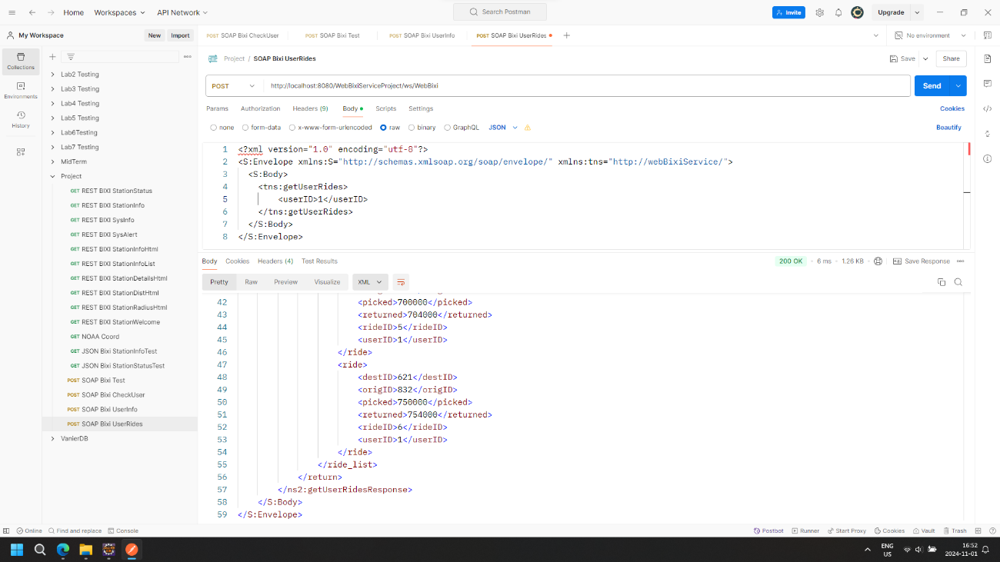 Home Workspaces API Network Search Postman Invite Upgrade
My Workspace New Import
POST SOAP Bixi CheckUser POST SOAP Bixi Test POST SOAP Bixi UserInfo POST SOAP Bixi UserRides No environment
Collections
Environments
History
Lab2 Testing
Lab3 Testing
Lab4 Testing
Lab5 Testing
Lab6Testing
Lab7 Testing
MidTerm
Project
GET REST BIXI StationStatus
GET REST BIXI StationInfo
GET REST BIXI SysInfo
GET REST BIXI SysAlert
GET REST BIXI StationInfoHtml
GET REST BIXI StationInfoList
GET REST BIXI StationDetailsHtml
GET REST BIXI StationDistHtml
GET REST BIXI StationRadiusHtml
GET REST BIXI StationWelcome
GET NOAA Coord
GET JSON Bixi StationInfoTest
GET JSON Bixi StationStatusTest
POST SOAP Bixi Test
POST SOAP Bixi CheckUser
POST SOAP Bixi UserInfo
POST SOAP Bixi UserRides
VanierDB
Project / SOAP Bixi UserRides Save Share
POST http://localhost:8080/WebBixiServiceProject/ws/WebBixi Send
Params Authorization Headers (9) Body Scripts Settings Cookies
none form-data x-www-form-urlencoded raw binary GraphQL JSON Beautify
1 <?xml version="1.0" encoding="utf-8"?>
2 <S:Envelope xmlns:S="http://schemas.xmlsoap.org/soap/envelope/" xmlns:tns="http://webBixiService/">
3 <S:Body>
4 <tns:getUserRides>
5 <userID>1</userID>
6 </tns:getUserRides>
7 </S:Body>
8 </S:Envelope>
Body Cookies Headers (4) Test Results 200 OK 6 ms 1.26 KB Save Response
Pretty Raw Preview Visualize XML
42 <picked>700000</picked>
43 <returned>704000</returned>
44 <rideID>5</rideID>
45 <userID>1</userID>
46 </ride>
47 <ride>
48 <destID>621</destID>
49 <origID>832</origID>
50 <picked>750000</picked>
51 <returned>754000</returned>
52 <rideID>6</rideID>
53 <userID>1</userID>
54 </ride>
55 </ride_list>
56 </return>
57 </ns2:getUserRidesResponse>
58 </S:Body>
59 </S:Envelope>
Online Find and replace Console Postbot Runner Start Proxy Cookies Vault Trash
ENG
US
16:52
2024-11-01